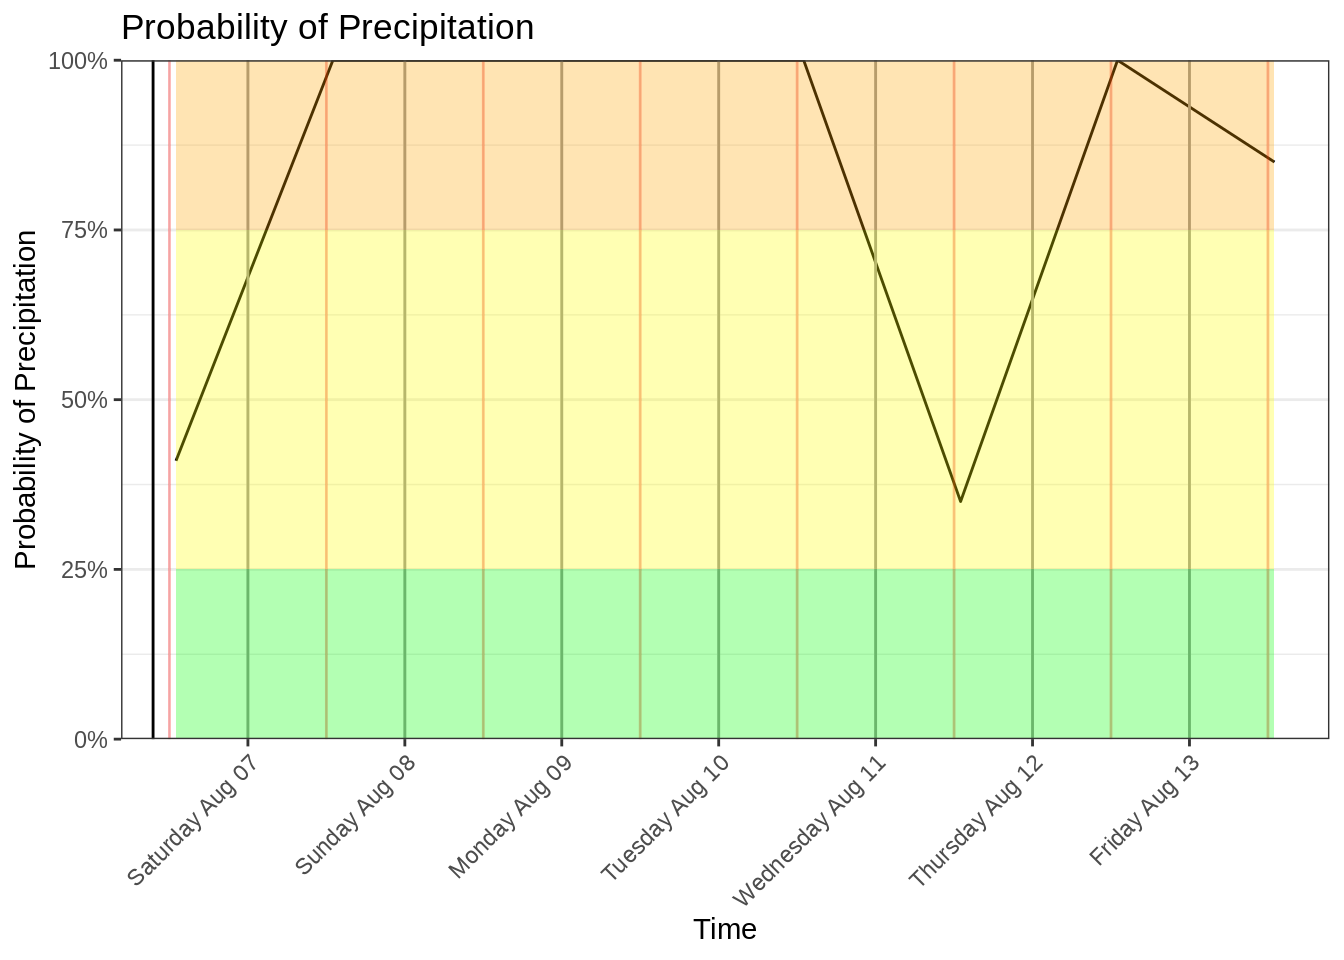 Probability of Precipitation
Probability of Precipitation
100%
75%
50%
25%
0%
Saturday Aug 07
Sunday Aug 08
Monday Aug 09
Tuesday Aug 10
Wednesday Aug 11
Thursday Aug 12
Friday Aug 13
Time